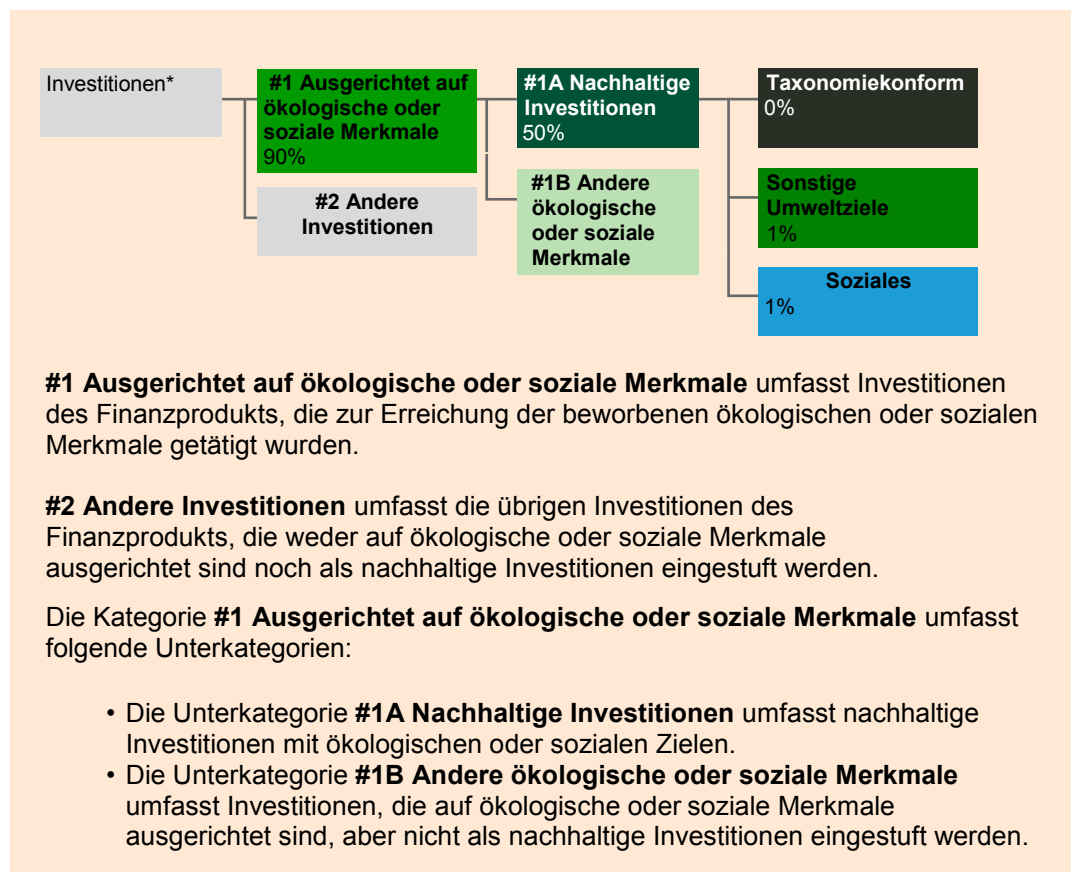 Investitionen*
#1 Ausgerichtet auf
ökologische oder
soziale Merkmale
90%
#2 Andere
Investitionen
#1A Nachhaltige
Investitionen
50%
#1B Andere
ökologische
oder soziale
Merkmale
Taxonomiekonform
0%
Sonstige
Umweltziele
1%
Soziales
1%
#1 Ausgerichtet auf ökologische oder soziale Merkmale umfasst Investitionen
des Finanzprodukts, die zur Erreichung der beworbenen ökologischen oder sozialen
Merkmale getätigt wurden.
#2 Andere Investitionen umfasst die übrigen Investitionen des
Finanzprodukts, die weder auf ökologische oder soziale Merkmale
ausgerichtet sind noch als nachhaltige Investitionen eingestuft werden.
Die Kategorie #1 Ausgerichtet auf ökologische oder soziale Merkmale umfasst
folgende Unterkategorien:
• Die Unterkategorie #1A Nachhaltige Investitionen umfasst nachhaltige
Investitionen mit ökologischen oder sozialen Zielen.
• Die Unterkategorie #1B Andere ökologische oder soziale Merkmale
umfasst Investitionen, die auf ökologische oder soziale Merkmale
ausgerichtet sind, aber nicht als nachhaltige Investitionen eingestuft werden.